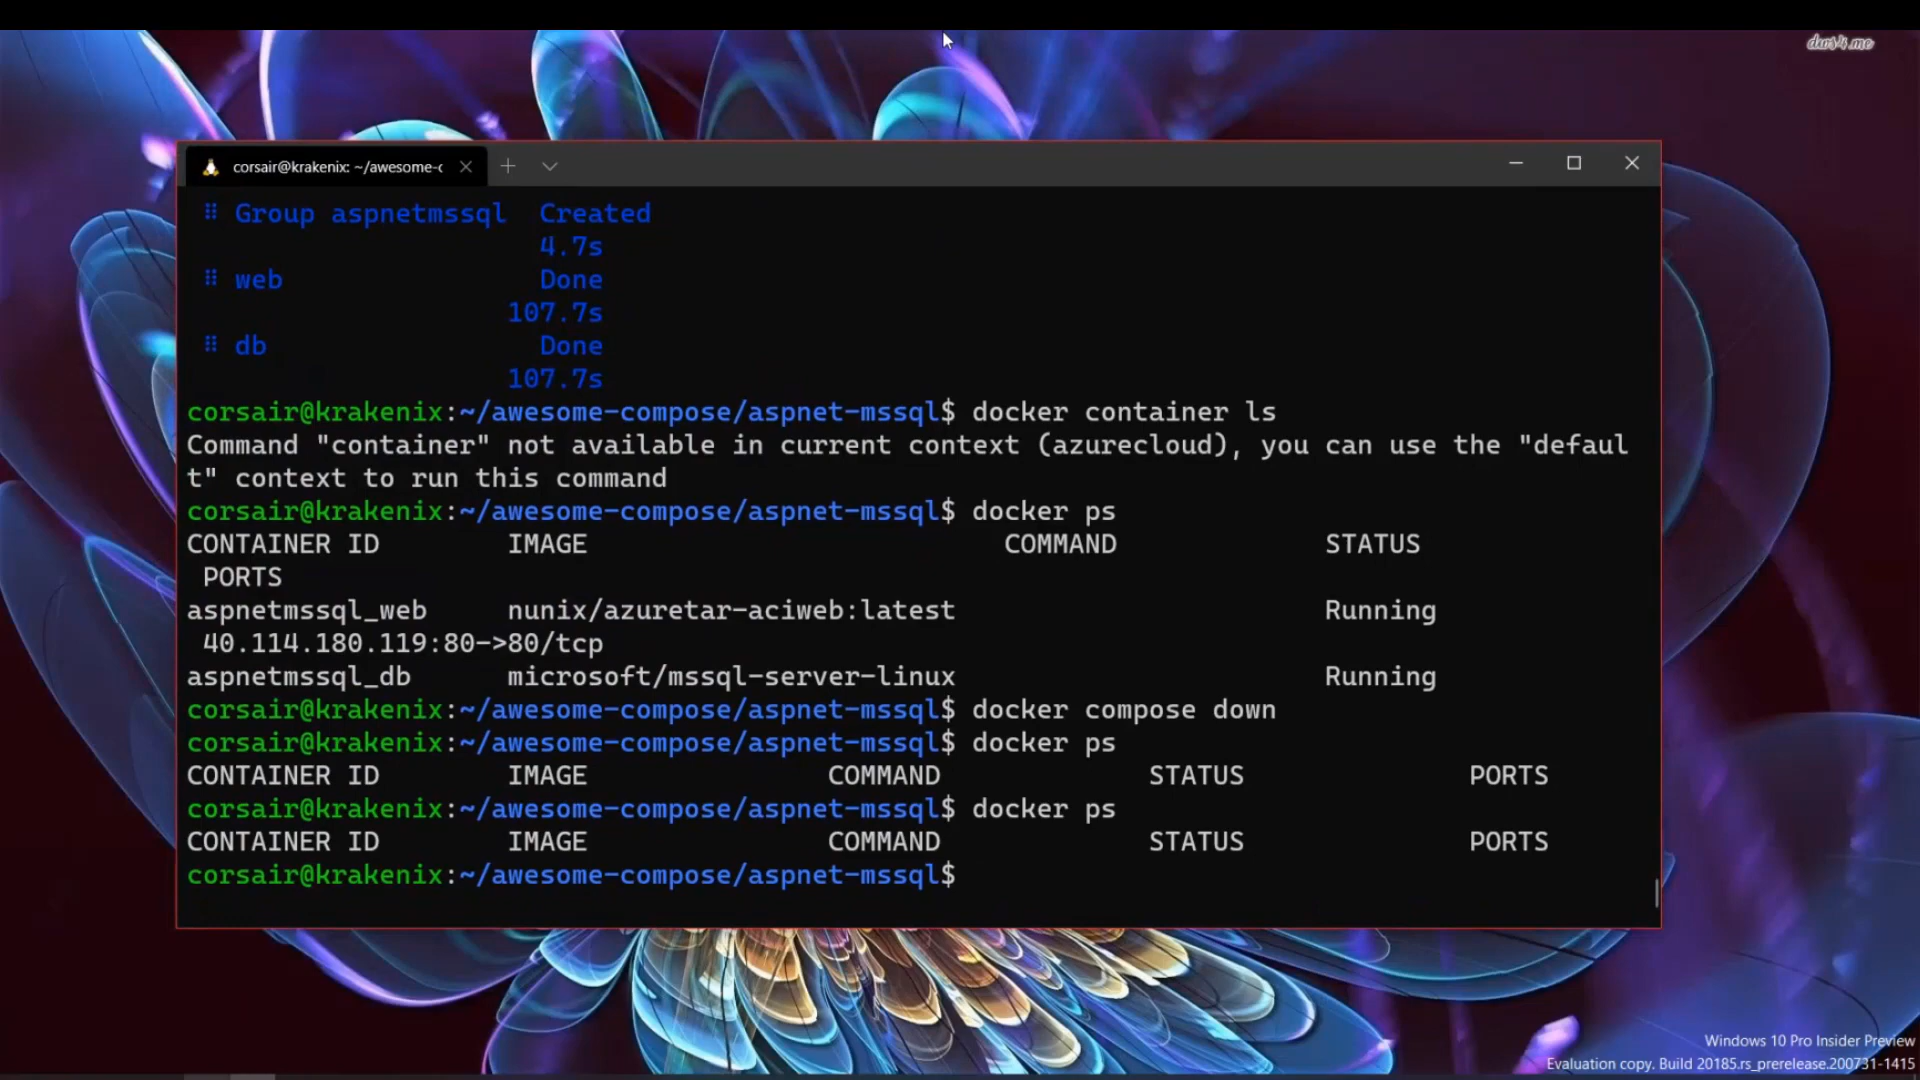 dws4.me
corsair@krakenix: ~/awesome-c
Group aspnetmssql Created
4.7s
web Done
107.7s
db Done
107.7s
corsair@krakenix:~/awesome-compose/aspnet-mssql$ docker container ls
Command "container" not available in current context (azurecloud), you can use the "defaul
t" context to run this command
corsair@krakenix:~/awesome-compose/aspnet-mssql$ docker ps
CONTAINER ID IMAGE COMMAND STATUS
PORTS
aspnetmssql_web nunix/azuretar-aciweb:latest Running
40.114.180.119:80->80/tcp
aspnetmssql_db microsoft/mssql-server-linux Running
corsair@krakenix:~/awesome-compose/aspnet-mssql$ docker compose down
corsair@krakenix:~/awesome-compose/aspnet-mssql$ docker ps
CONTAINER ID IMAGE COMMAND STATUS PORTS
corsair@krakenix:~/awesome-compose/aspnet-mssql$ docker ps
CONTAINER ID IMAGE COMMAND STATUS PORTS
corsair@krakenix:~/awesome-compose/aspnet-mssql$
Windows 10 Pro Insider Preview
Evaluation copy. Build 20185.rs_prerelease.200731-1415